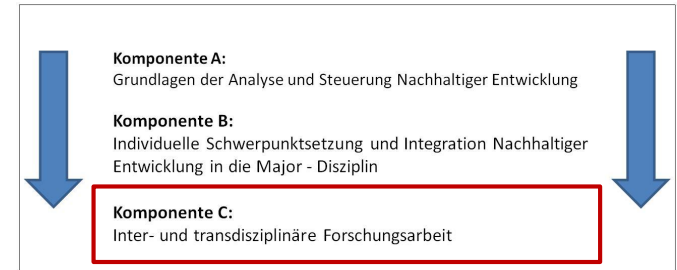 Komponente A:
Grundlagen der Analyse und Steuerung Nachhaltiger Entwicklung
Komponente B:
Individuelle Schwerpunktsetzung und Integration Nachhaltiger
Entwicklung in die Major - Disziplin
Komponente C:
Inter- und transdisziplinäre Forschungsarbeit